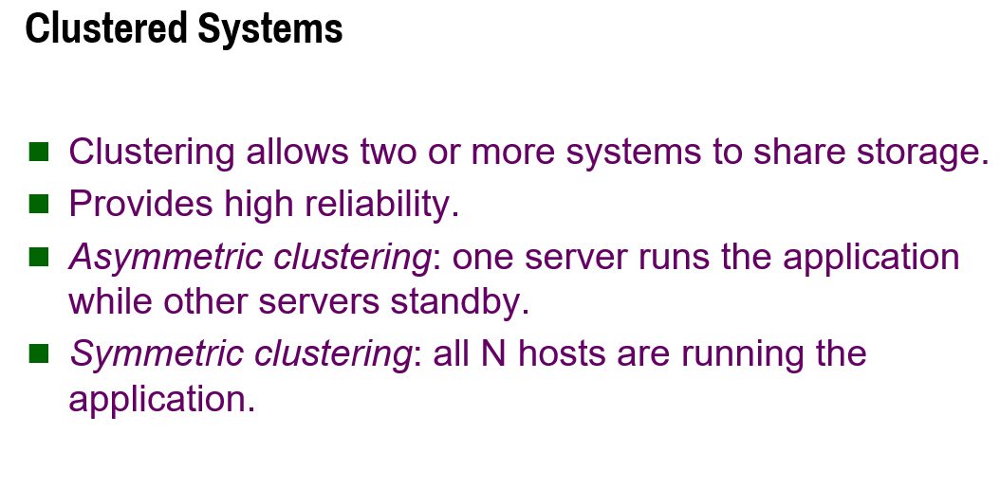 Clustered Systems
Clustering allows two or more systems to share storage.
Provides high reliability.
Asymmetric clustering: one server runs the application
while other servers standby.
Symmetric clustering: all N hosts are running the
application.